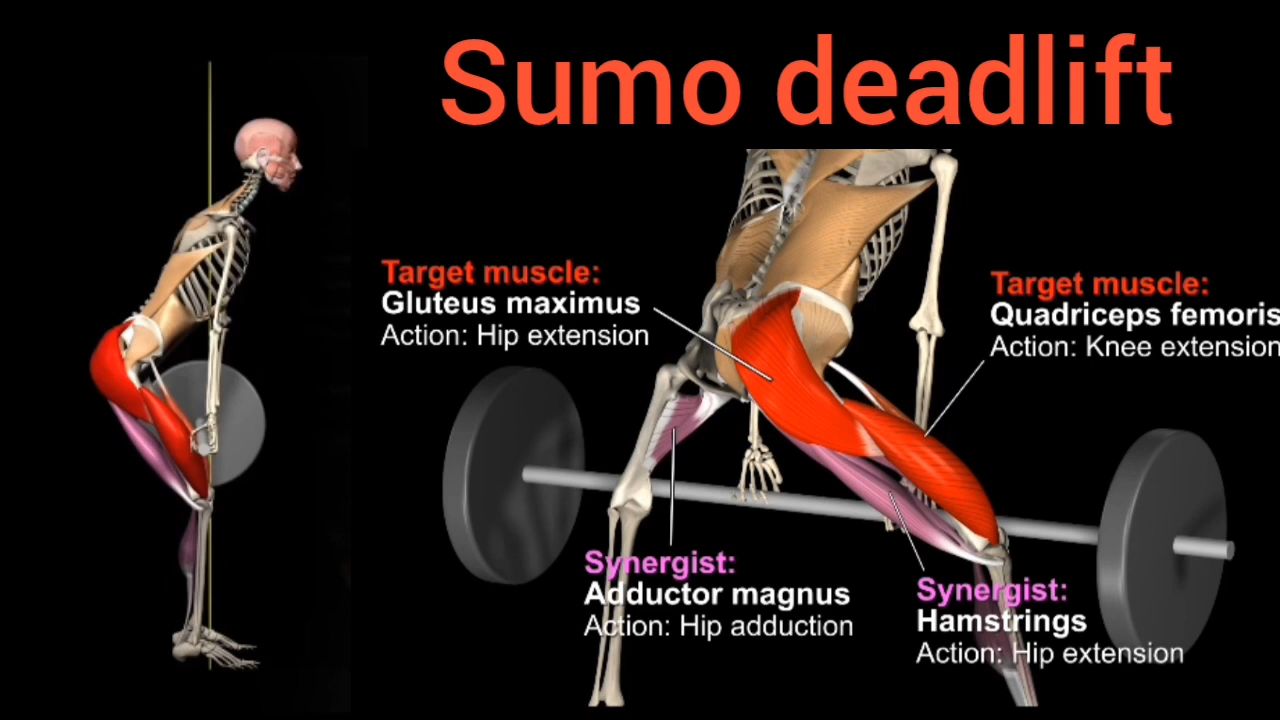 Sumo deadlift
Target muscle:
Gluteus maximus
Action: Hip extension
Target muscle:
Quadriceps femoris
Action: Knee extension
Synergist:
Adductor magnus
Action: Hip adduction
Synergist:
Hamstrings
Action: Hip extension